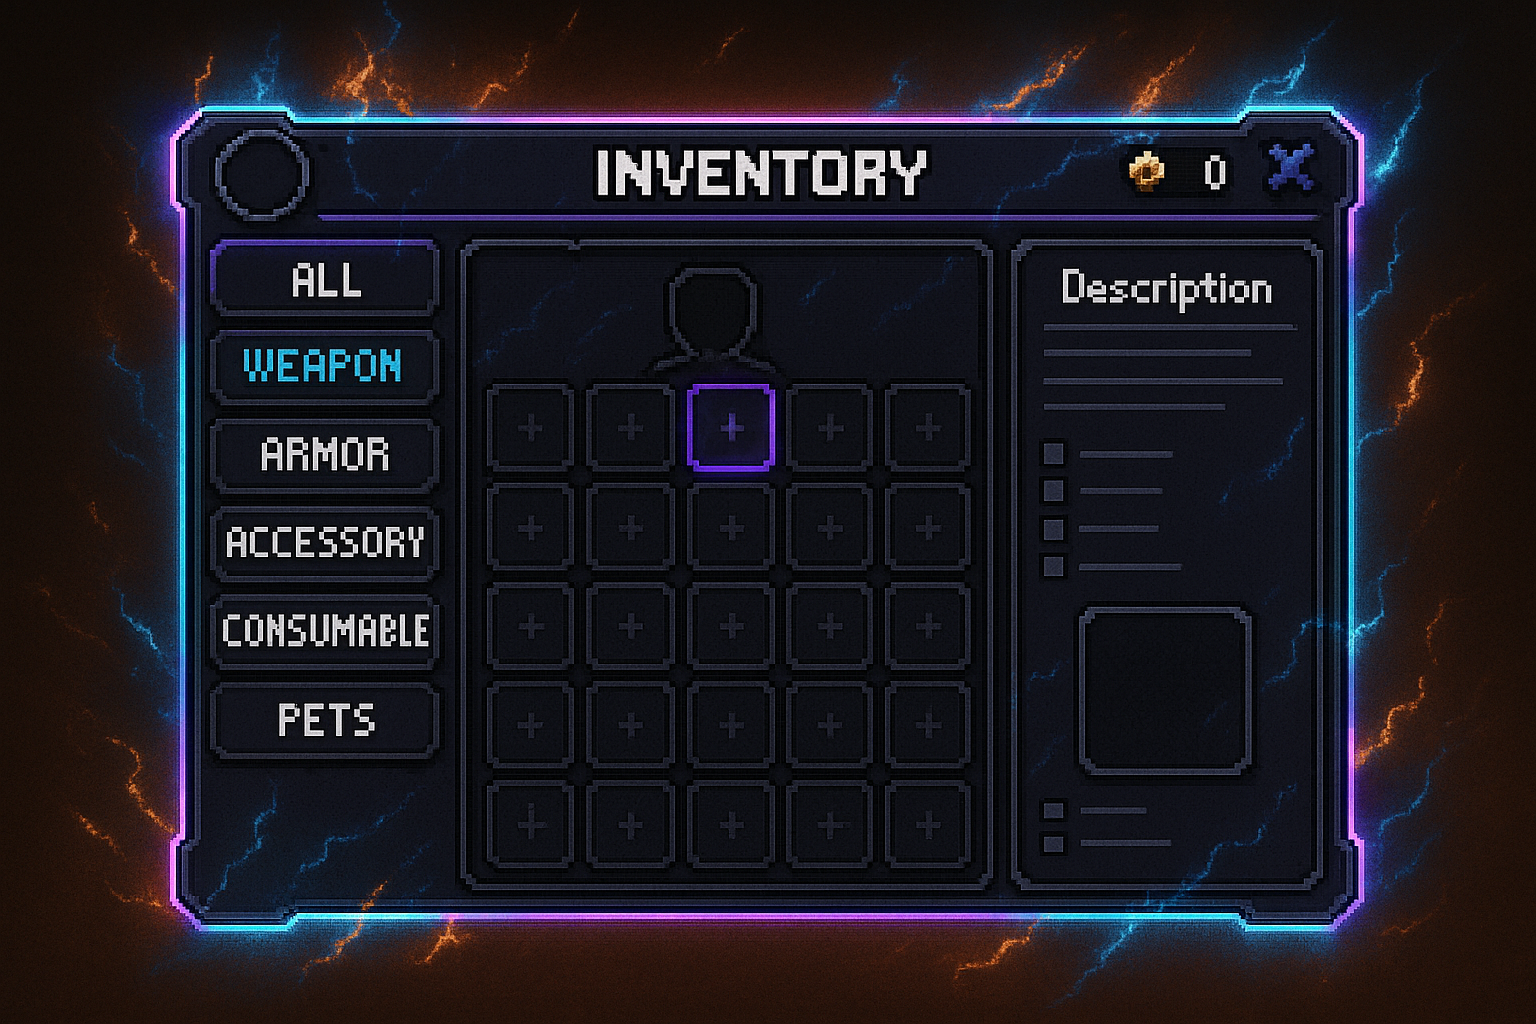 INVENTORY
0
ALL
WEAPON
ARMOR
ACCESSORY
CONSUMABLE
PETS
Description